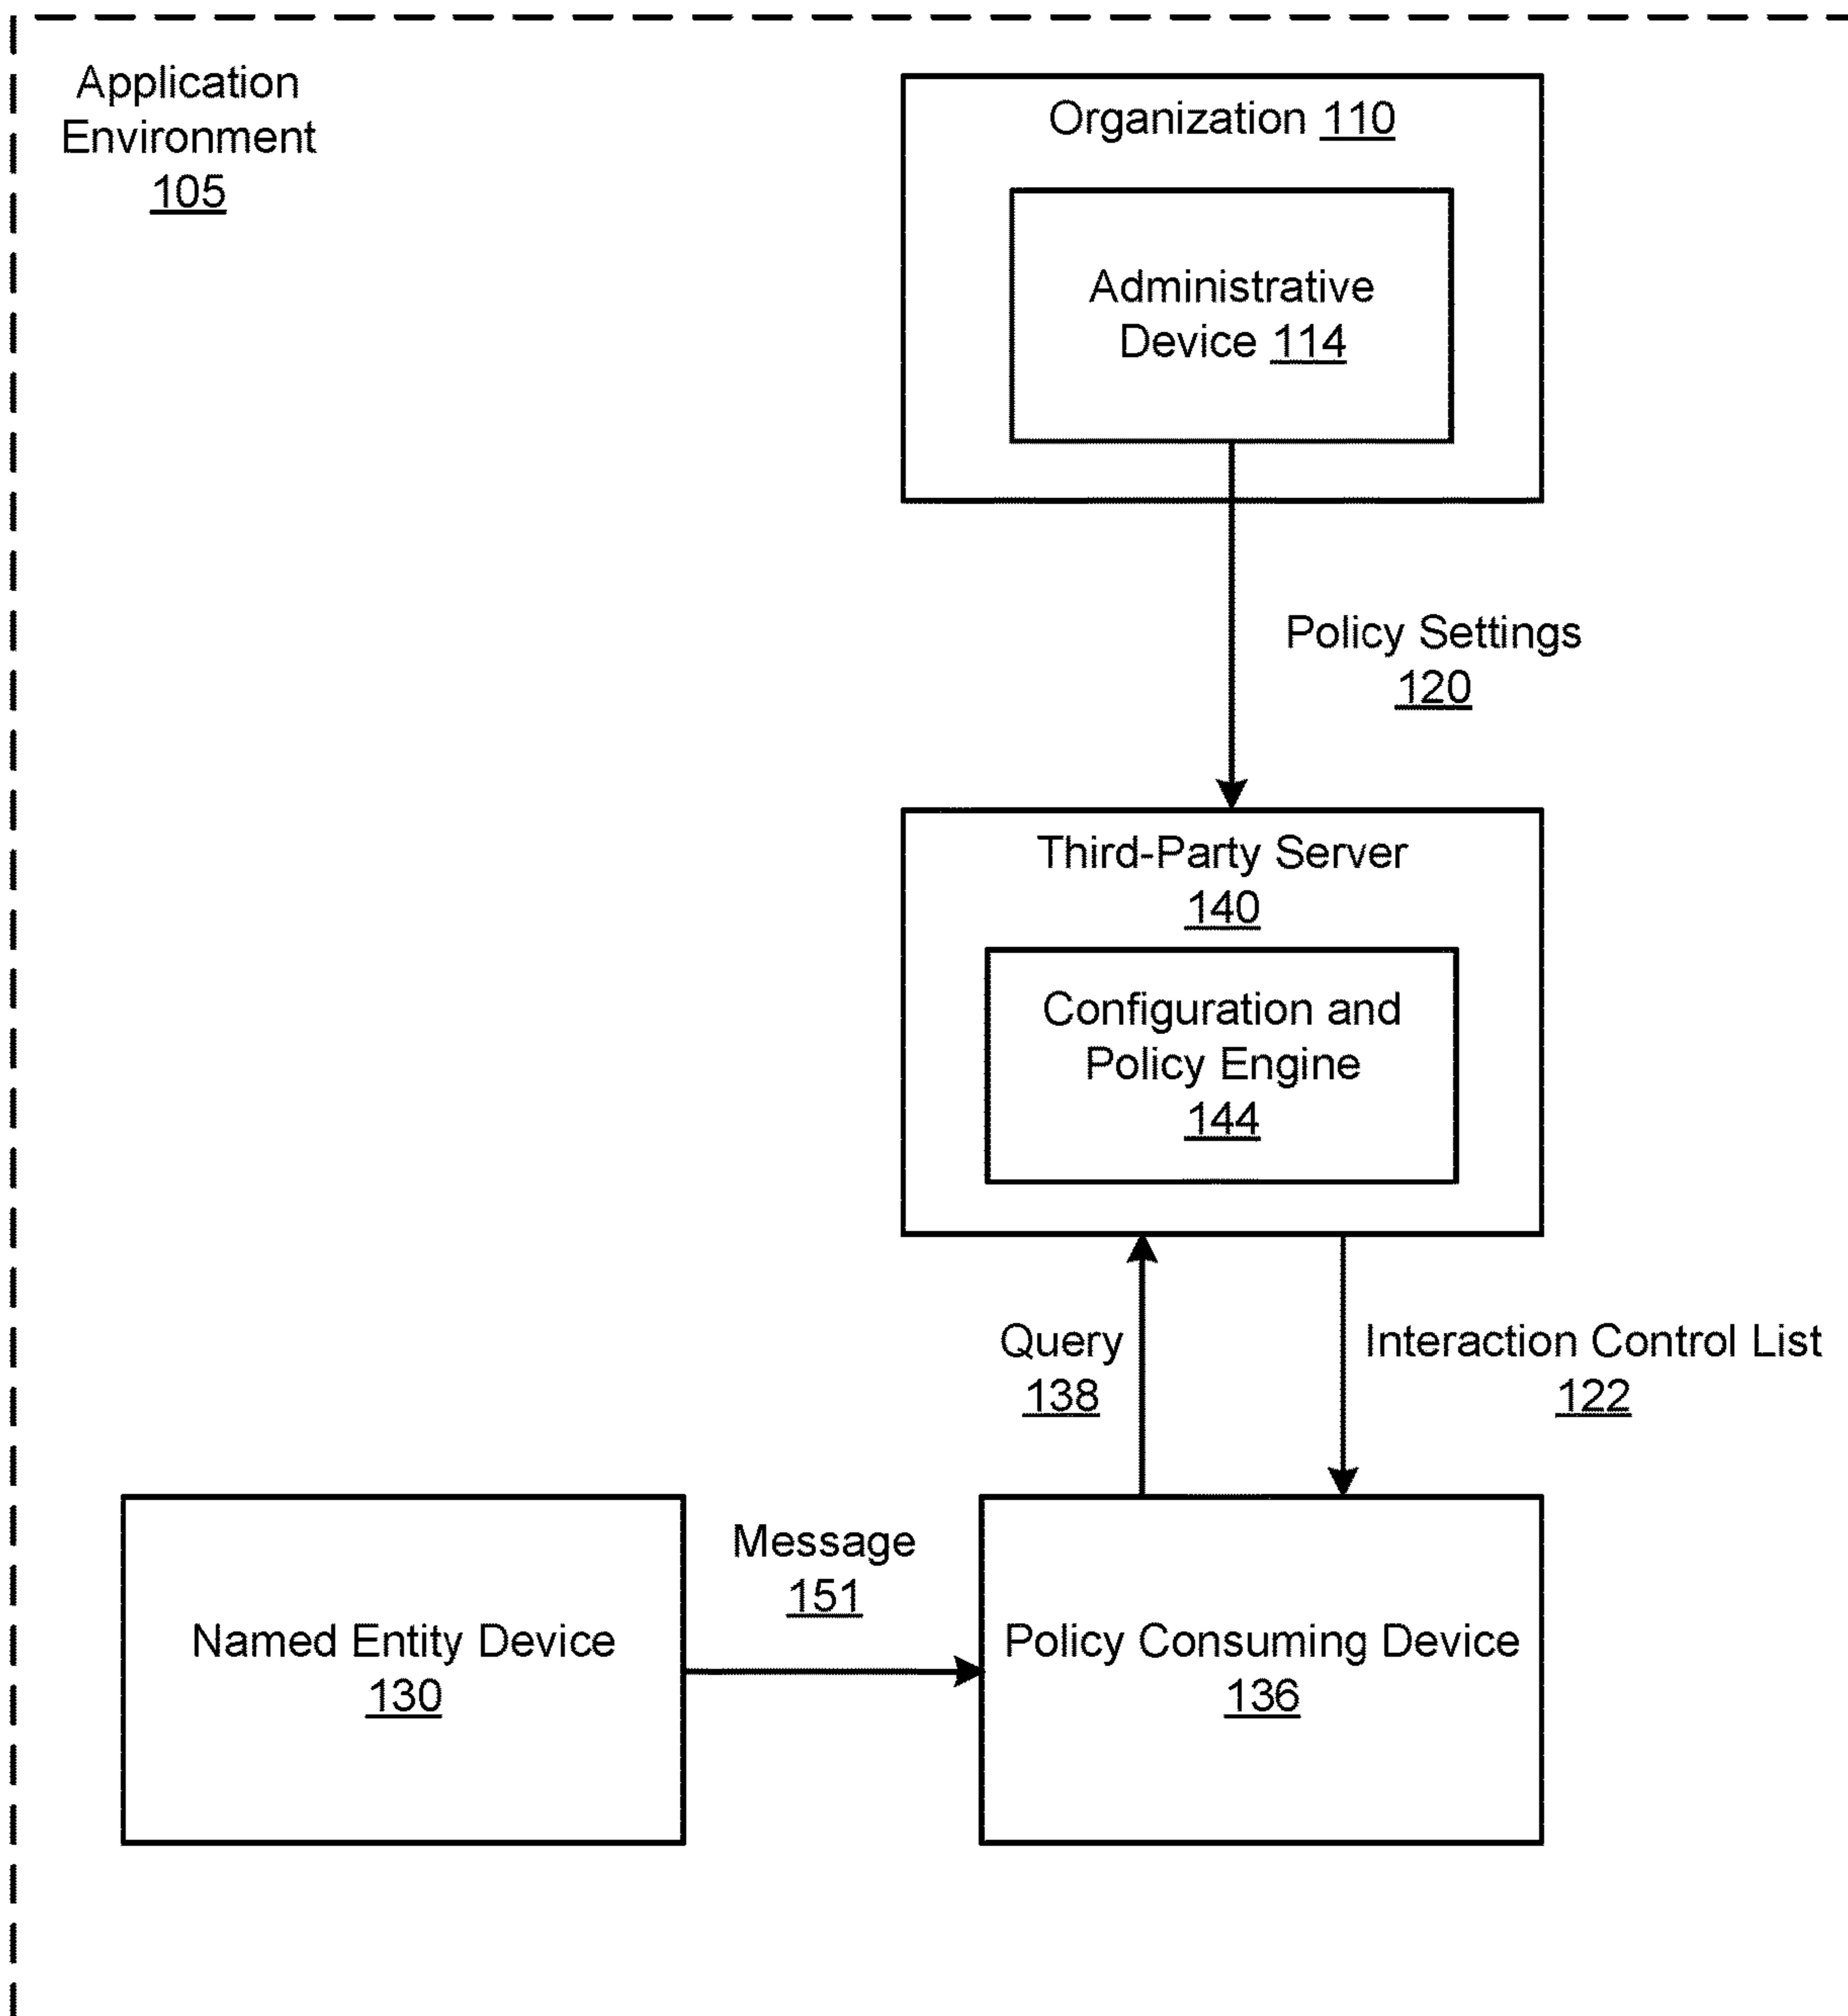 Application
Environment
105
Organization 110
Administrative
Device 114
Policy Settings
120
Third-Party Server
140
Configuration and
Policy Engine
144
Query
138
Interaction Control List
122
Message
151
Named Entity Device
130
Policy Consuming Device
136